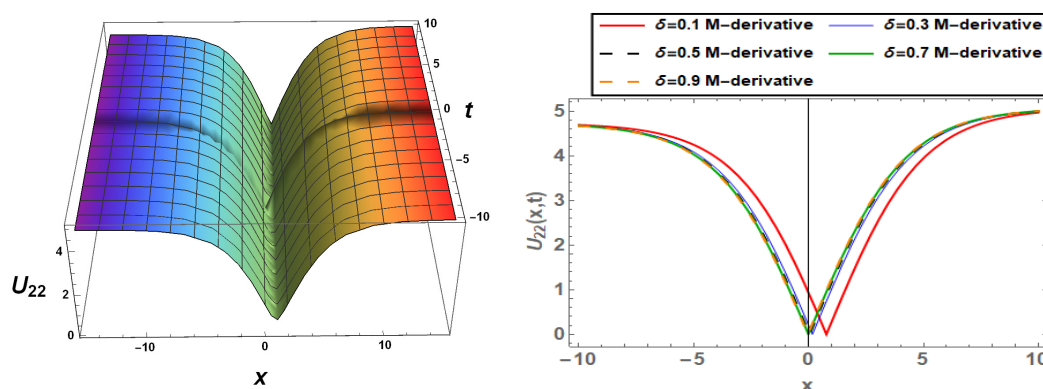 10
5
0
t
−5
−10
4
2
0
U22
−10
0
10
x
δ=0.1 M−derivative
δ=0.3 M−derivative
δ=0.5 M−derivative
δ=0.7 M−derivative
δ=0.9 M−derivative
5
4
3
2
1
0
U22(x,t)
−10
−5
0
5
10
x